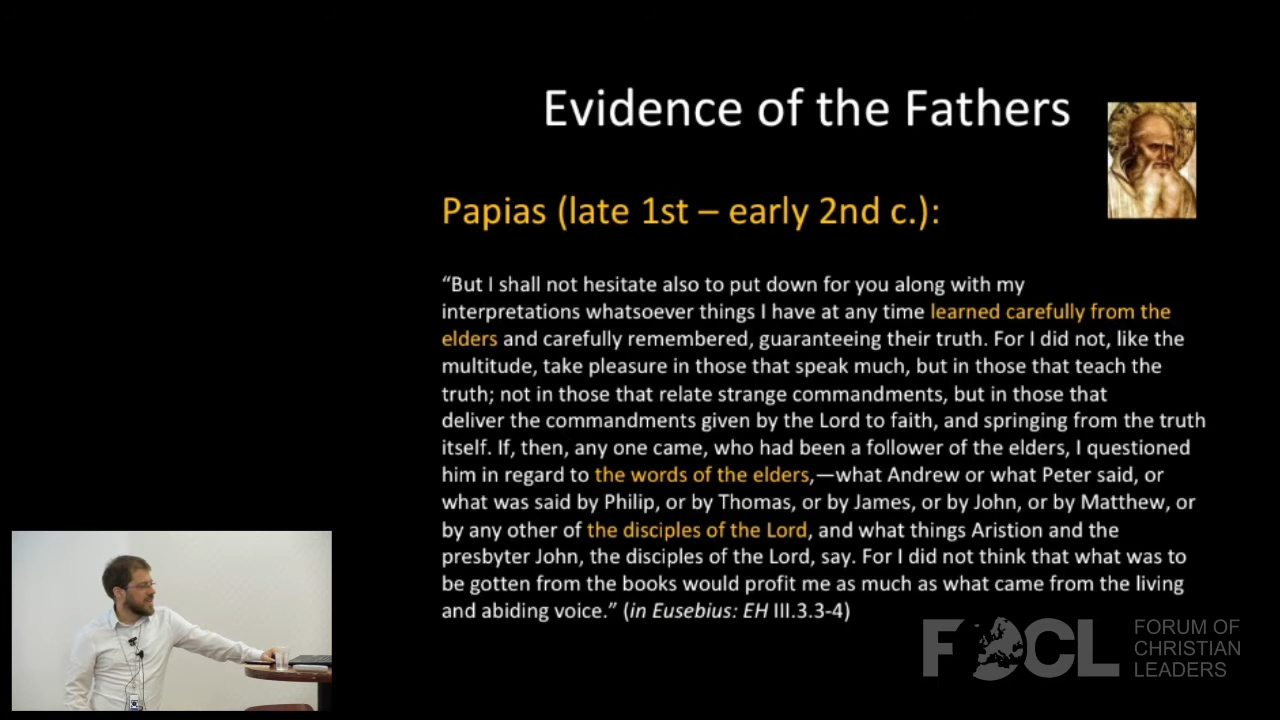 Evidence of the Fathers
Papias (late 1st – early 2nd c.):
“But I shall not hesitate also to put down for you along with my
interpretations whatsoever things I have at any time learned carefully from the
elders and carefully remembered, guaranteeing their truth. For I did not, like the
multitude, take pleasure in those that speak much, but in those that teach the
truth; not in those that relate strange commandments, but in those that
deliver the commandments given by the Lord to faith, and springing from the truth
itself. If, then, any one came, who had been a follower of the elders, I questioned
him in regard to the words of the elders,—what Andrew or what Peter said, or
what was said by Philip, or by Thomas, or by James, or by John, or by Matthew, or
by any other of the disciples of the Lord, and what things Aristion and the
presbyter John, the disciples of the Lord, say. For I did not think that what was to
be gotten from the books would profit me as much as what came from the living
and abiding voice.” (in Eusebius: EH III.3.3-4)
FOCL
FORUM OF
CHRISTIAN
LEADERS